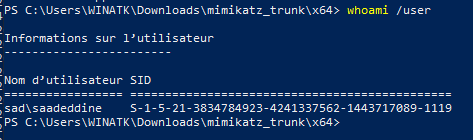 PS C:\Users\WINATK\Downloads\mimikatz_trunk\x64> whoami /user
Informations sur l’utilisateur
--------------------------
Nom d’utilisateur SID
================= ==============================================
sad\saadeddine    S-1-5-21-3834784923-4241337562-1443717089-1119
PS C:\Users\WINATK\Downloads\mimikatz_trunk\x64>